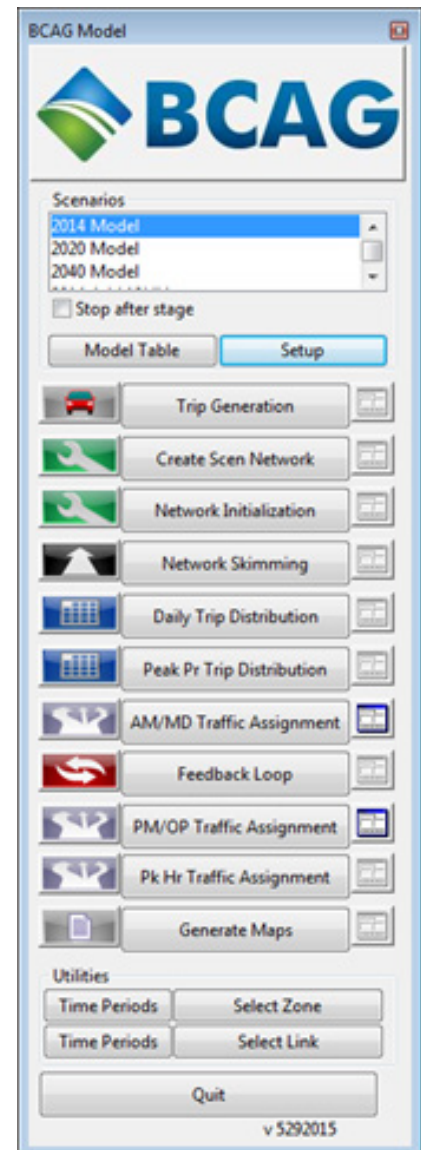 BCAG Model
BCAG
Scenarios
2014 Model
2020 Model
2040 Model
Stop after stage
Model Table Setup
Trip Generation
Create Scen Network
Network Initialization
Network Skimming
Daily Trip Distribution
Peak Pr Trip Distribution
AM/MD Traffic Assignment
Feedback Loop
PM/OP Traffic Assignment
Pk Hr Traffic Assignment
Generate Maps
Utilities
Time Periods Select Zone
Time Periods Select Link
Quit
v 5292015